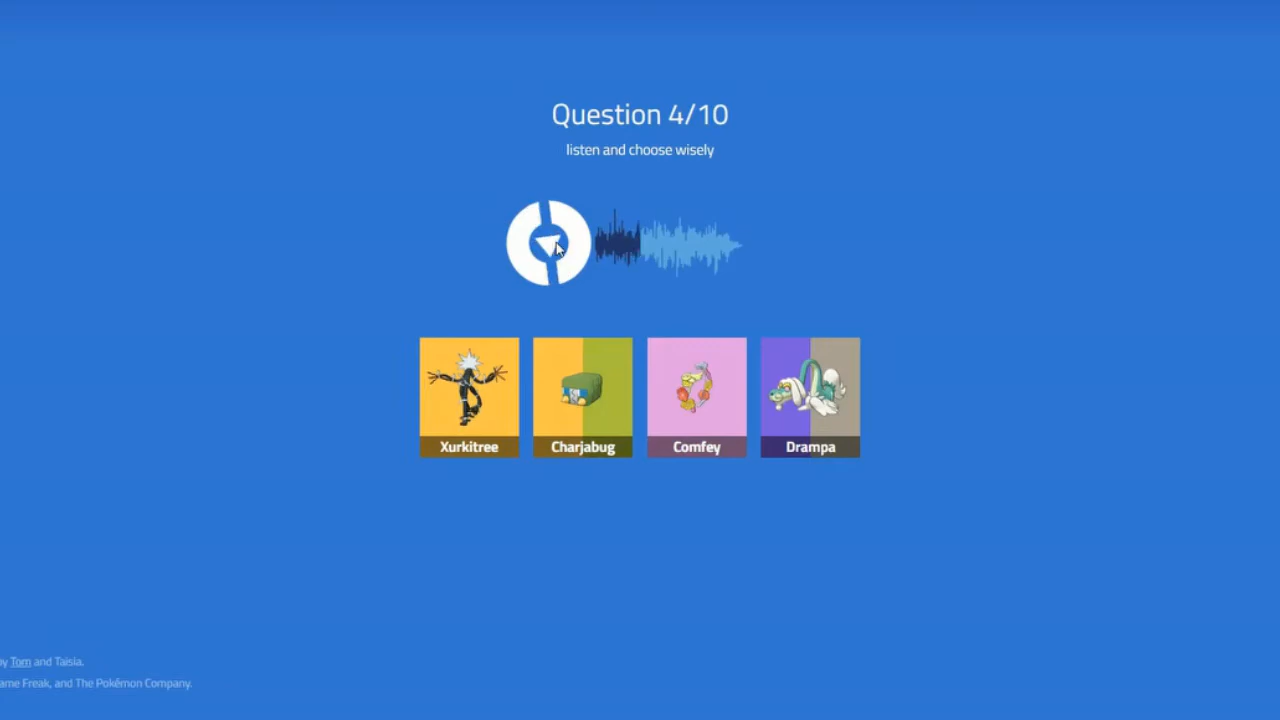 Question 4/10
listen and choose wisely
Xurkitree
Charjabug
Comfey
Drampa
by Tom and Taisia.
ame Freak, and The Pokémon Company.